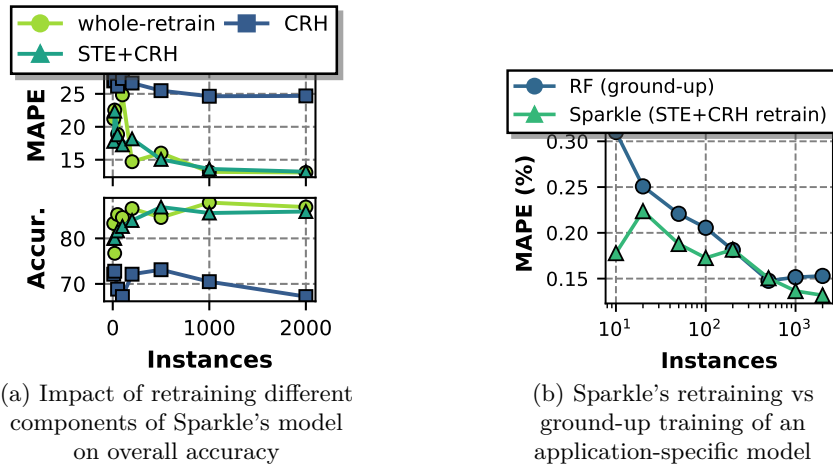 whole-retrain
CRH
STE+CRH
MAPE
25
20
15
Accur.
80
70
0
1000
2000
Instances
(a) Impact of retraining different
components of Sparkle's model
on overall accuracy
RF (ground-up)
Sparkle (STE+CRH retrain)
MAPE (%)
0.30
0.25
0.20
0.15
10¹
10²
10³
Instances
(b) Sparkle's retraining vs
ground-up training of an
application-specific model